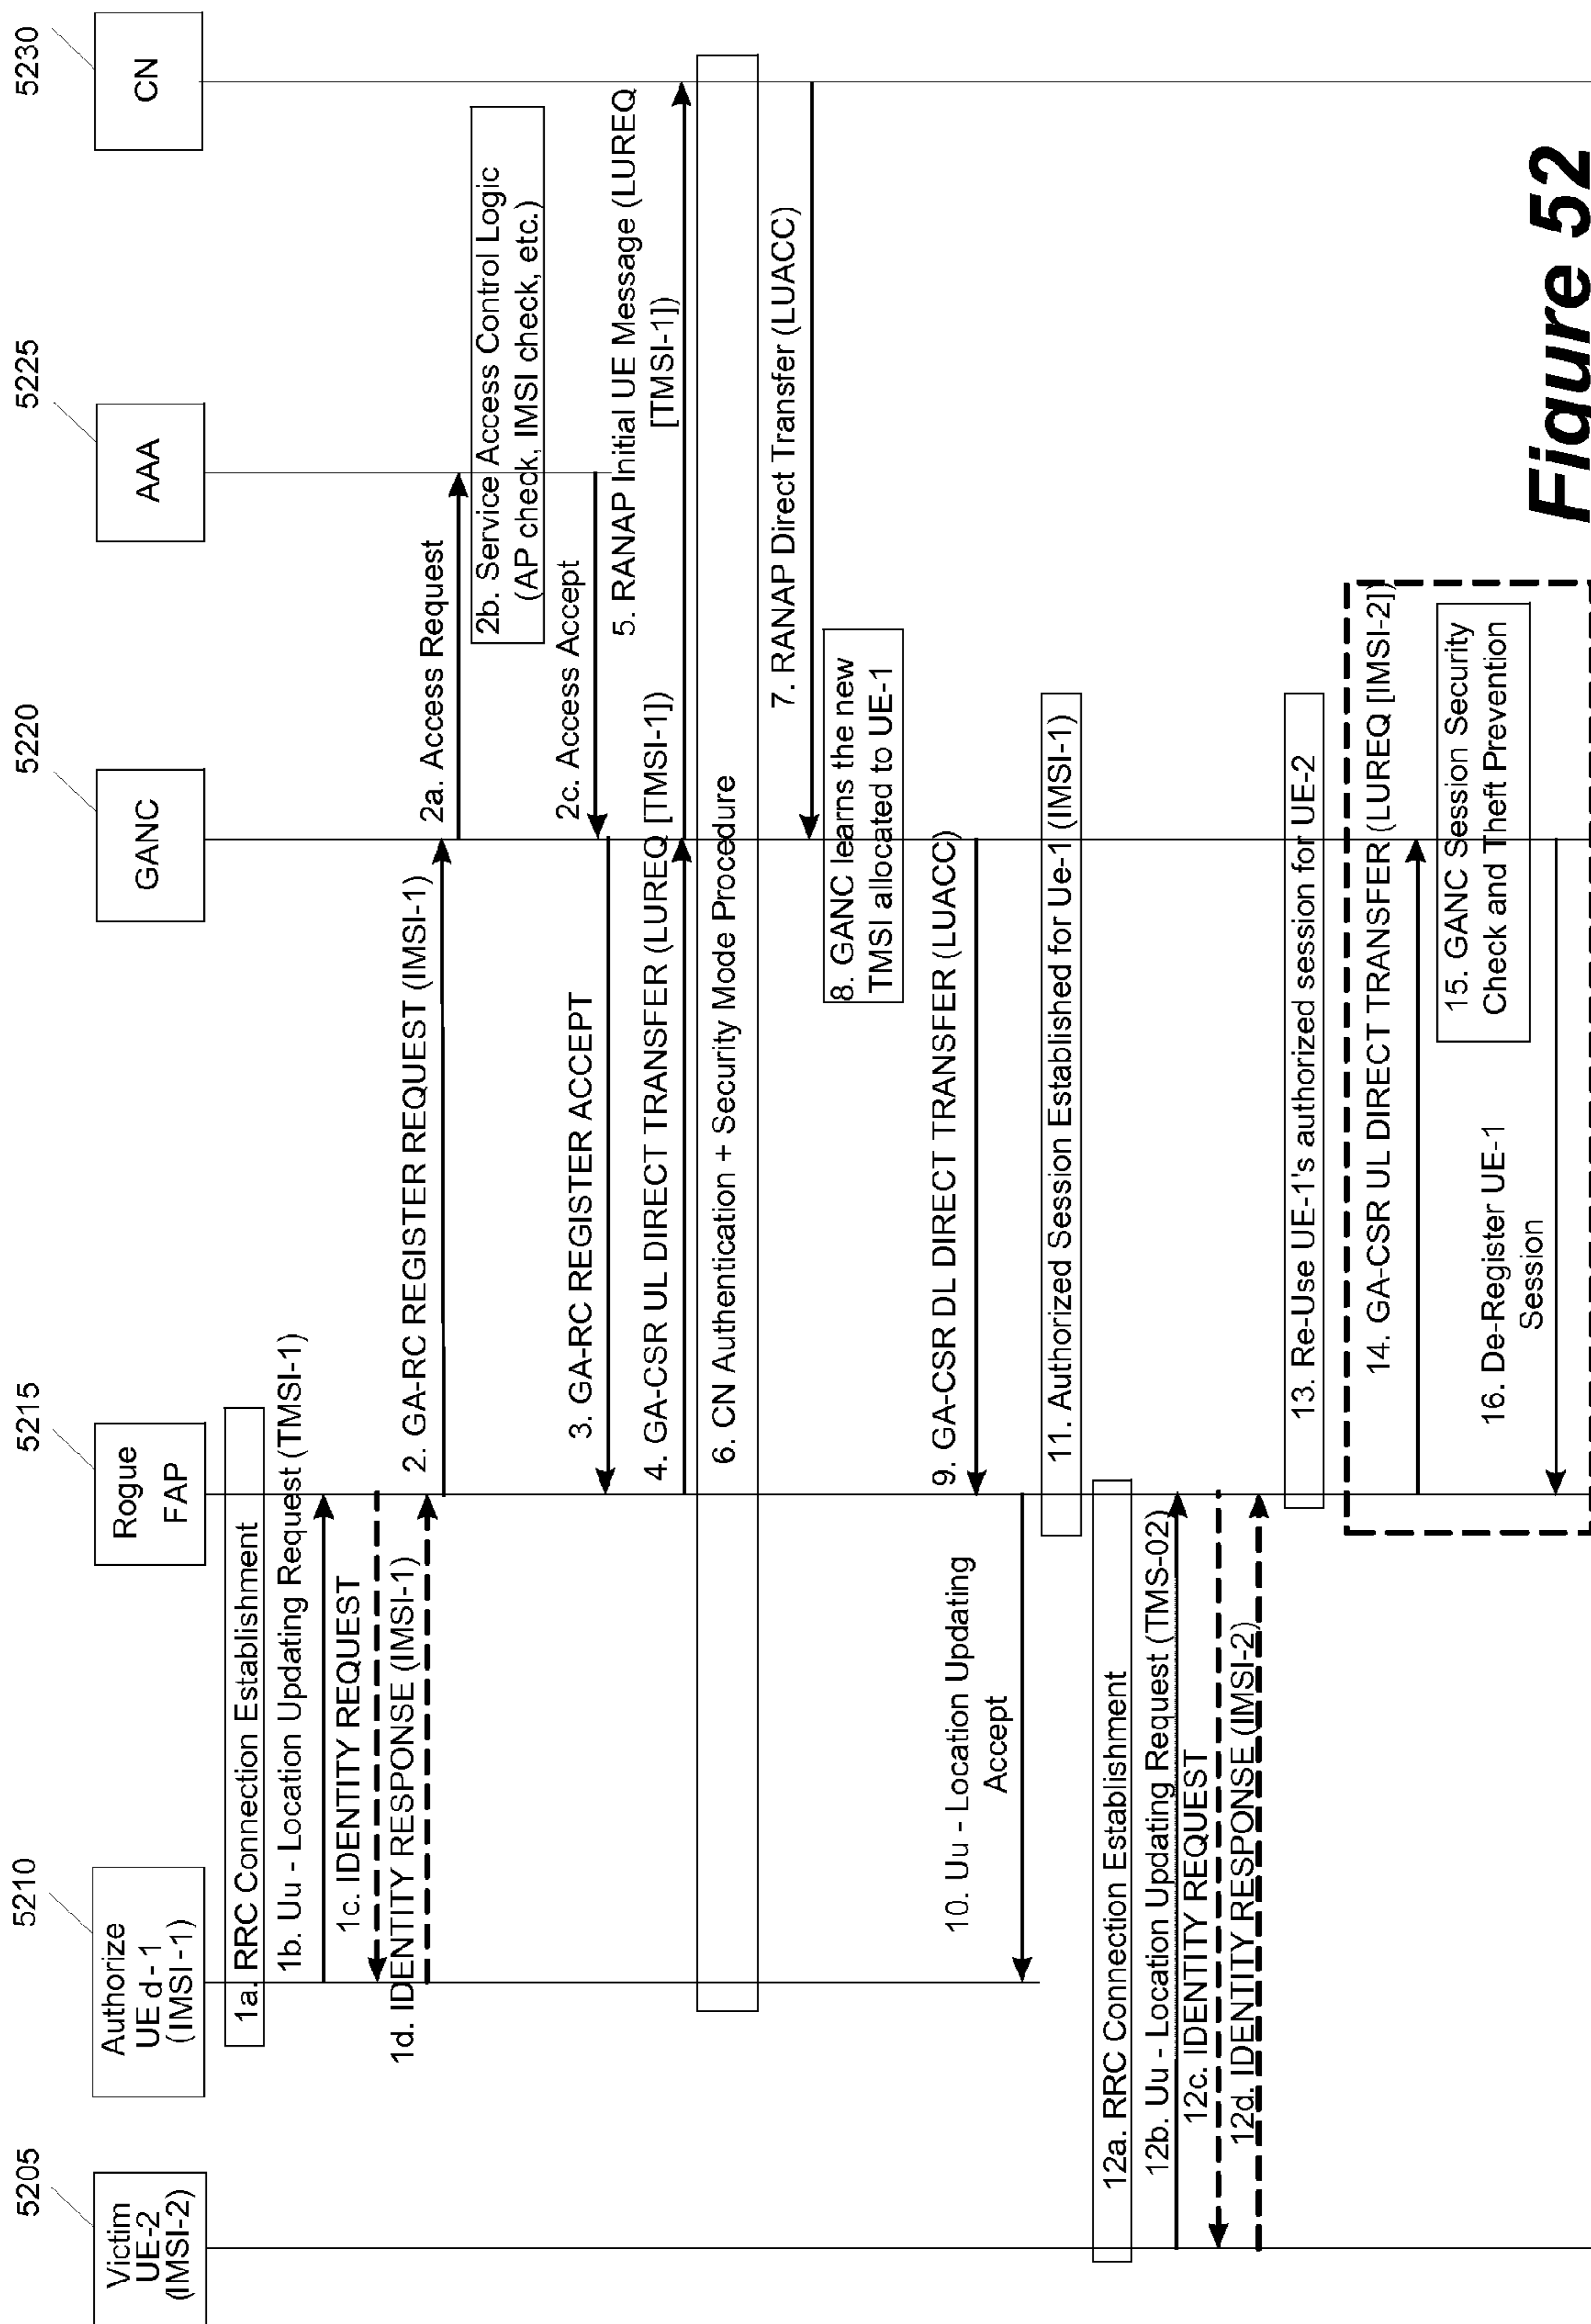 5205
5210
5215
5220
5225
5230
Victim
UE-2
(IMSI-2)
Authorize
UE d - 1
(IMSI -1)
Rogue
FAP
GANC
AAA
CN
1a. RRC Connection Establishment
1b. Uu - Location Updating Request (TMSI-1)
1c. IDENTITY REQUEST
1d. IDENTITY RESPONSE (IMSI-1)
2. GA-RC REGISTER REQUEST (IMSI-1)
2a. Access Request
2b. Service Access Control Logic
(AP check, IMSI check, etc.)
2c. Access Accept
3. GA-RC REGISTER ACCEPT
4. GA-CSR UL DIRECT TRANSFER (LUREQ [TMSI-1])
5. RANAP Initial UE Message (LUREQ
[TMSI-1])
6. CN Authentication + Security Mode Procedure
7. RANAP Direct Transfer (LUACC)
8. GANC learns the new
TMSI allocated to UE-1
9. GA-CSR DL DIRECT TRANSFER (LUACC)
10. Uu - Location Updating
Accept
11. Authorized Session Established for Ue-1 (IMSI-1)
12a. RRC Connection Establishment
12b. Uu - Location Updating Request (TMS-02)
12c. IDENTITY REQUEST
12d. IDENTITY RESPONSE (IMSI-2)
13. Re-Use UE-1's authorized session for UE-2
14. GA-CSR UL DIRECT TRANSFER (LUREQ [IMSI-2])
15. GANC Session Security
Check and Theft Prevention
16. De-Register UE-1
Session
Figure 52